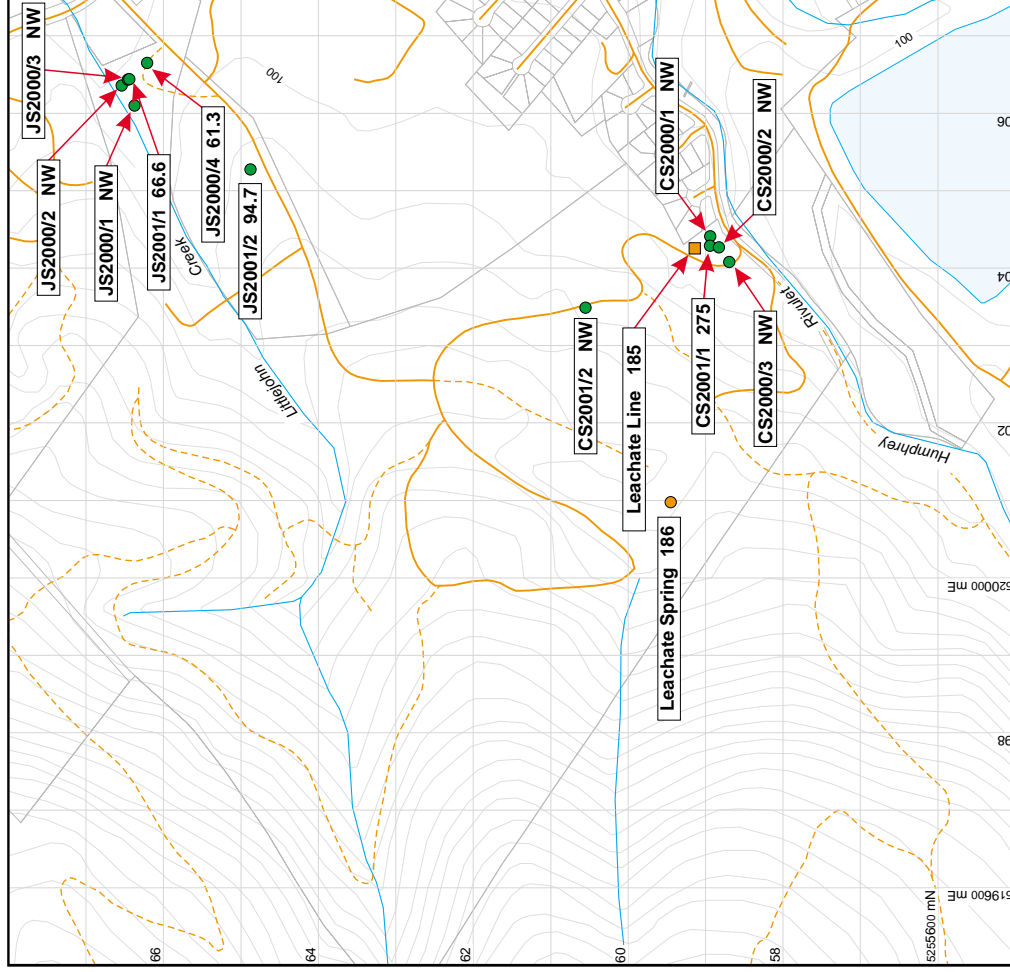 JS2000/3 NW
JS2000/2 NW
JS2000/1 NW
JS2001/1 66.6
JS2000/4 61.3
JS2001/2 94.7
Creek
Littlejohn
100
100
CS2000/1 NW
CS2000/2 NW
CS2001/2 NW
Leachate Line 185
CS2001/1 275
CS2000/3 NW
Leachate Spring 186
Rivulet
Humphrey
06
04
02
520000 mE
98
519600 mE
66
64
62
60
58
5255600 mN